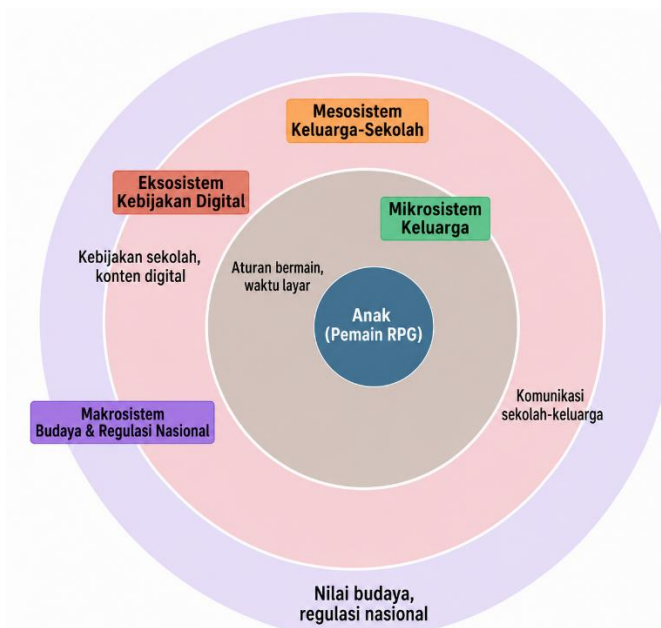 Mesosistem
Keluarga-Sekolah
Eksosistem
Kebijakan Digital
Mikrosistem
Keluarga
Kebijakan sekolah,
konten digital
Aturan bermain,
waktu layar
Anak
(Pemain RPG)
Makrosistem
Budaya & Regulasi Nasional
Komunikasi
sekolah-keluarga
Nilai budaya,
regulasi nasional